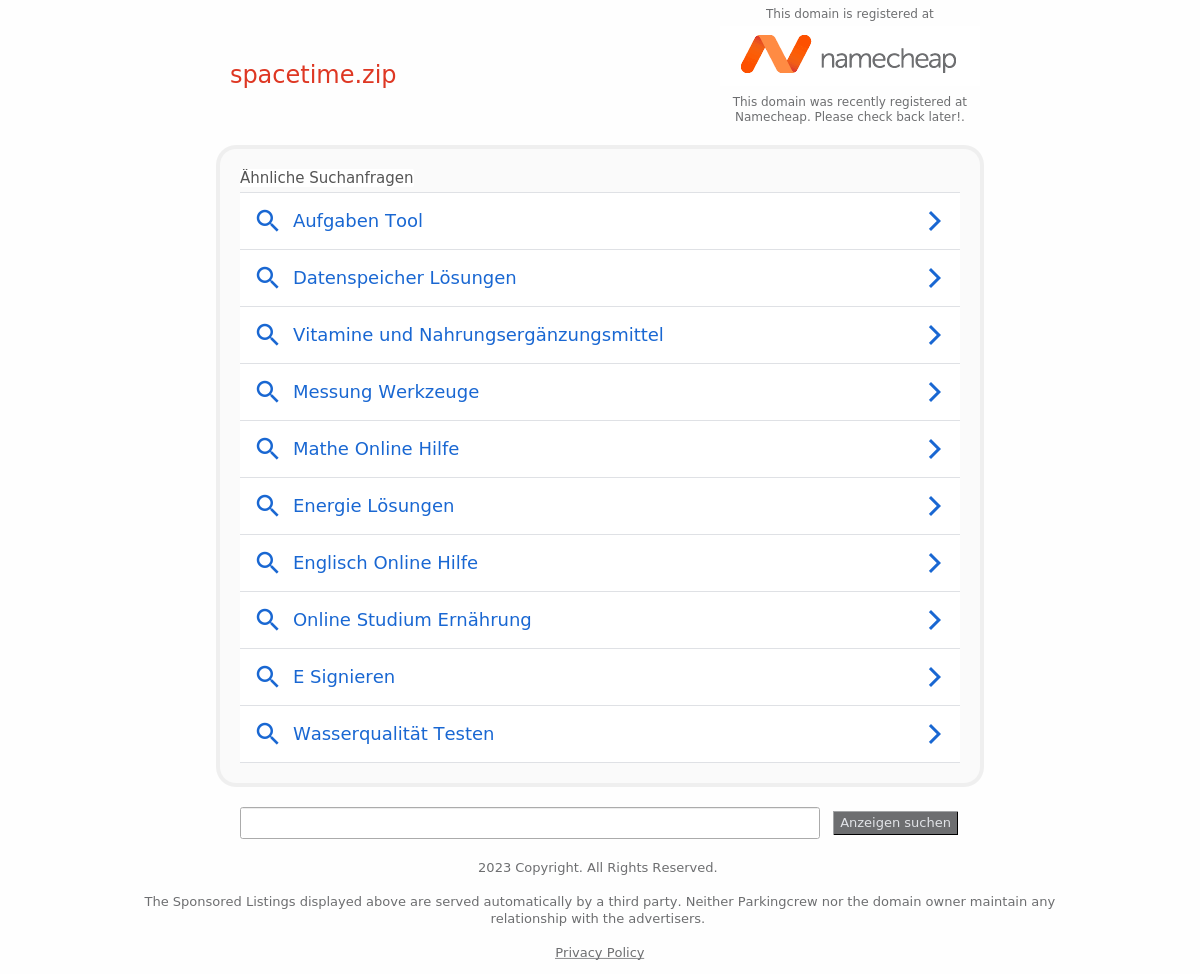 This domain is registered at
namecheap
spacetime.zip
This domain was recently registered at
Namecheap. Please check back later!.
Ähnliche Suchanfragen
Aufgaben Tool
Datenspeicher Lösungen
Vitamine und Nahrungsergänzungsmittel
Messung Werkzeuge
Mathe Online Hilfe
Energie Lösungen
Englisch Online Hilfe
Online Studium Ernährung
E Signieren
Wasserqualität Testen
Anzeigen suchen
2023 Copyright. All Rights Reserved.
The Sponsored Listings displayed above are served automatically by a third party. Neither Parkingcrew nor the domain owner maintain any
relationship with the advertisers.
Privacy Policy